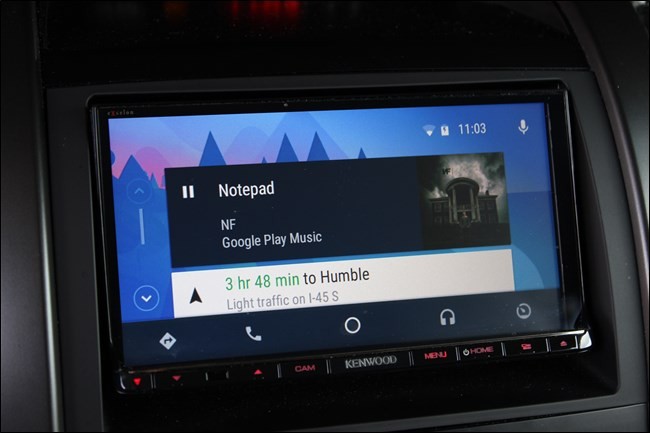 11:03
Notepad
NF
NF
Google Play Music
3 hr 48 min to Humble
Light traffic on I-45 S
CAM
KENWOOD
MENU
HOME